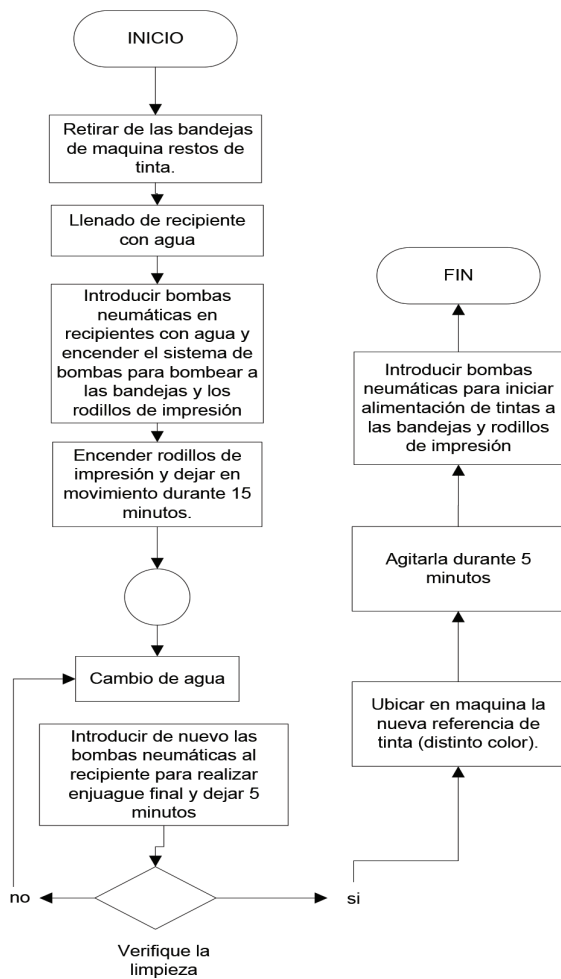 INICIO
Retirar de las bandejas
de maquina restos de
tinta.
Llenado de recipiente
con agua
Introducir bombas
neumáticas en
recipientes con agua y
encender el sistema de
bombas para bombear a
las bandejas y los
rodillos de impresión
Encender rodillos de
impresión y dejar en
movimiento durante 15
minutos.
Cambio de agua
Introducir de nuevo las
bombas neumáticas al
recipiente para realizar
enjuague final y dejar 5
minutos
no
Verifique la
limpieza
si
Ubicar en maquina la
nueva referencia de
tinta (distinto color).
Agitarla durante 5
minutos
Introducir bombas
neumáticas para iniciar
alimentación de tintas a
las bandejas y rodillos
de impresión
FIN